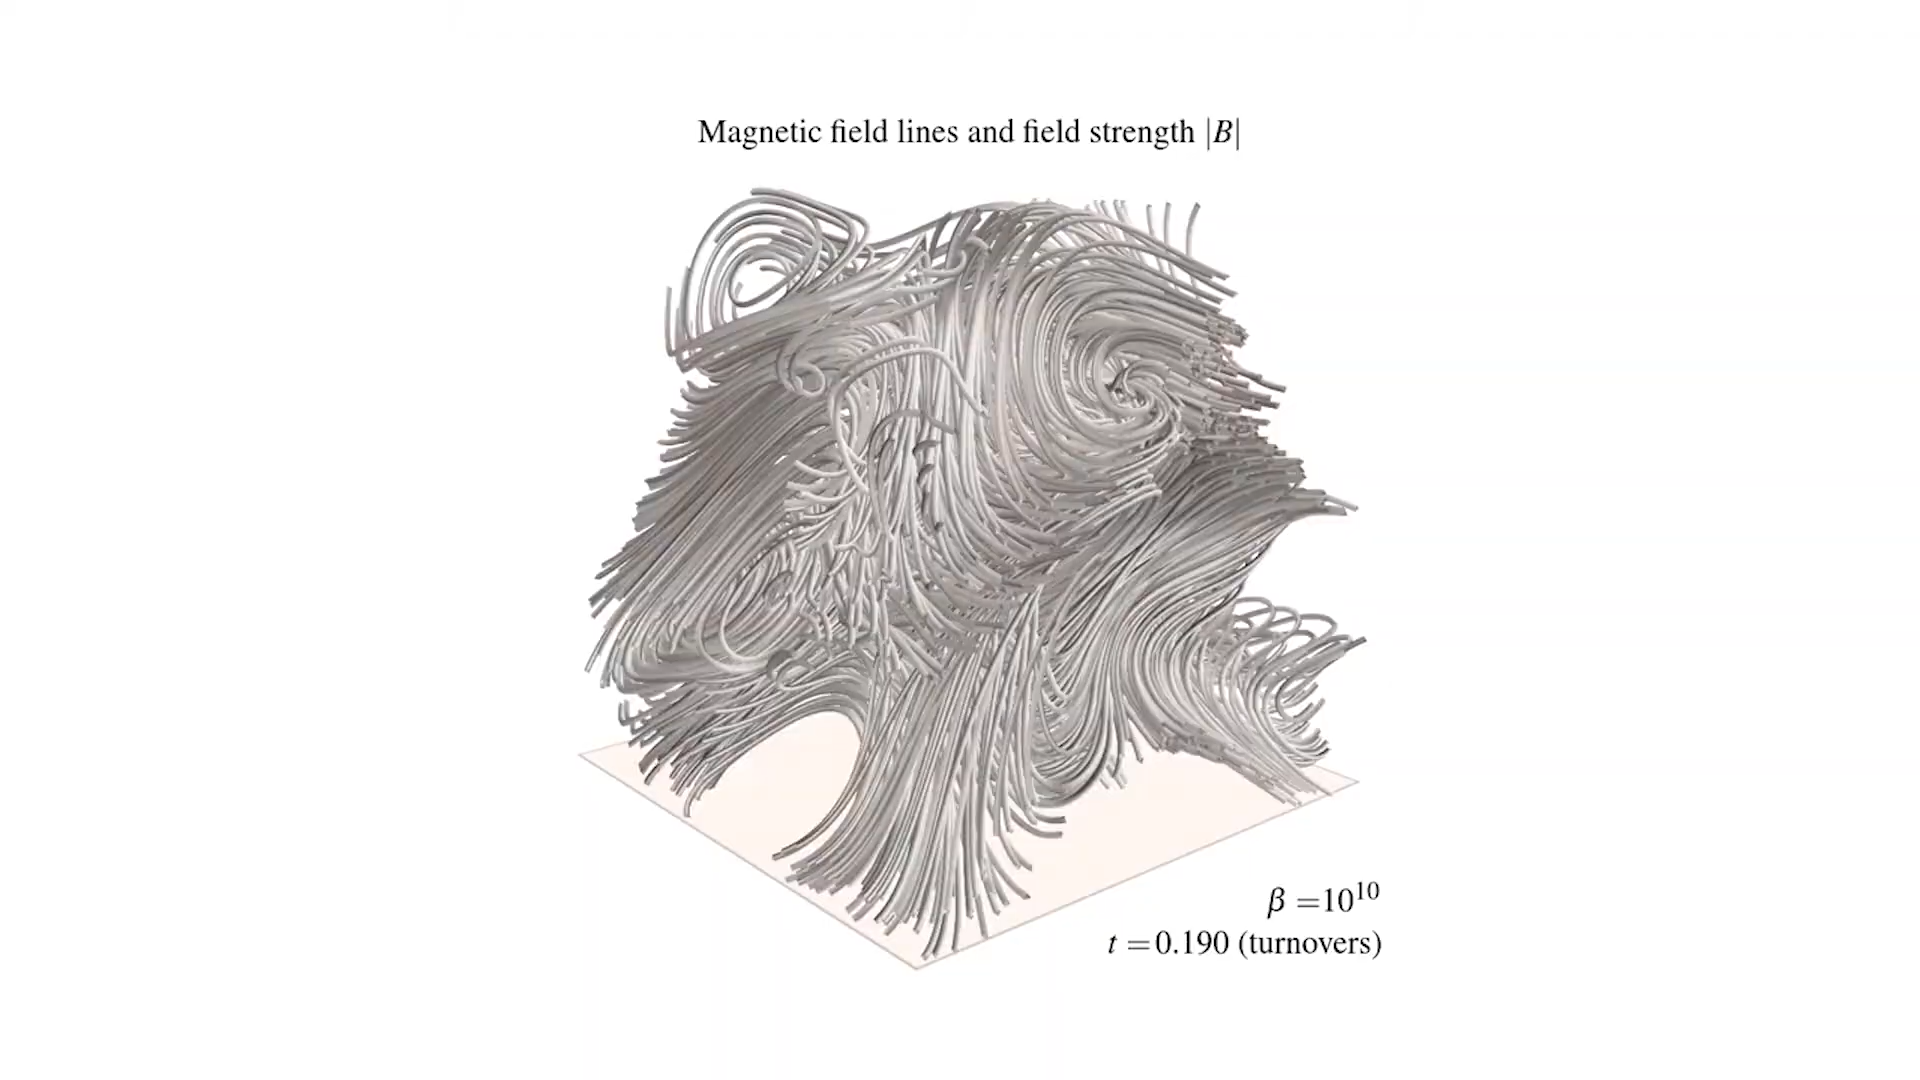 Magnetic field lines and field strength |B|
β =10¹⁰
t =0.190 (turnovers)